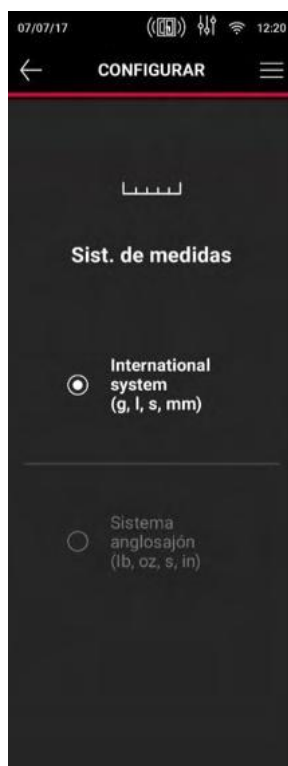 07/07/17 12:20
CONFIGURAR
Sist. de medidas
International
system
(g, l, s, mm)
Sistema
anglosajón
(lb, oz, s, in)